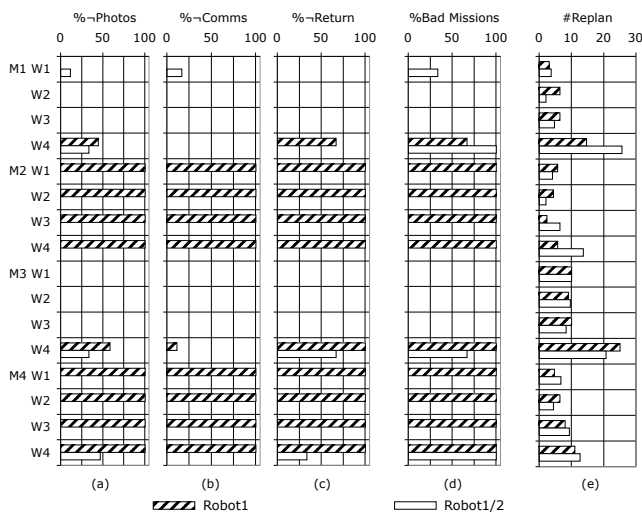 %¬Photos %¬Comms %¬Return %Bad Missions #Replan
0 50 100 0 50 100 0 50 100 0 50 100 0 10 20 30
M1 W1
W2
W3
W4
M2 W1
W2
W3
W4
M3 W1
W2
W3
W4
M4 W1
W2
W3
W4
(a) (b) (c) (d) (e)
Robot1 Robot1/2